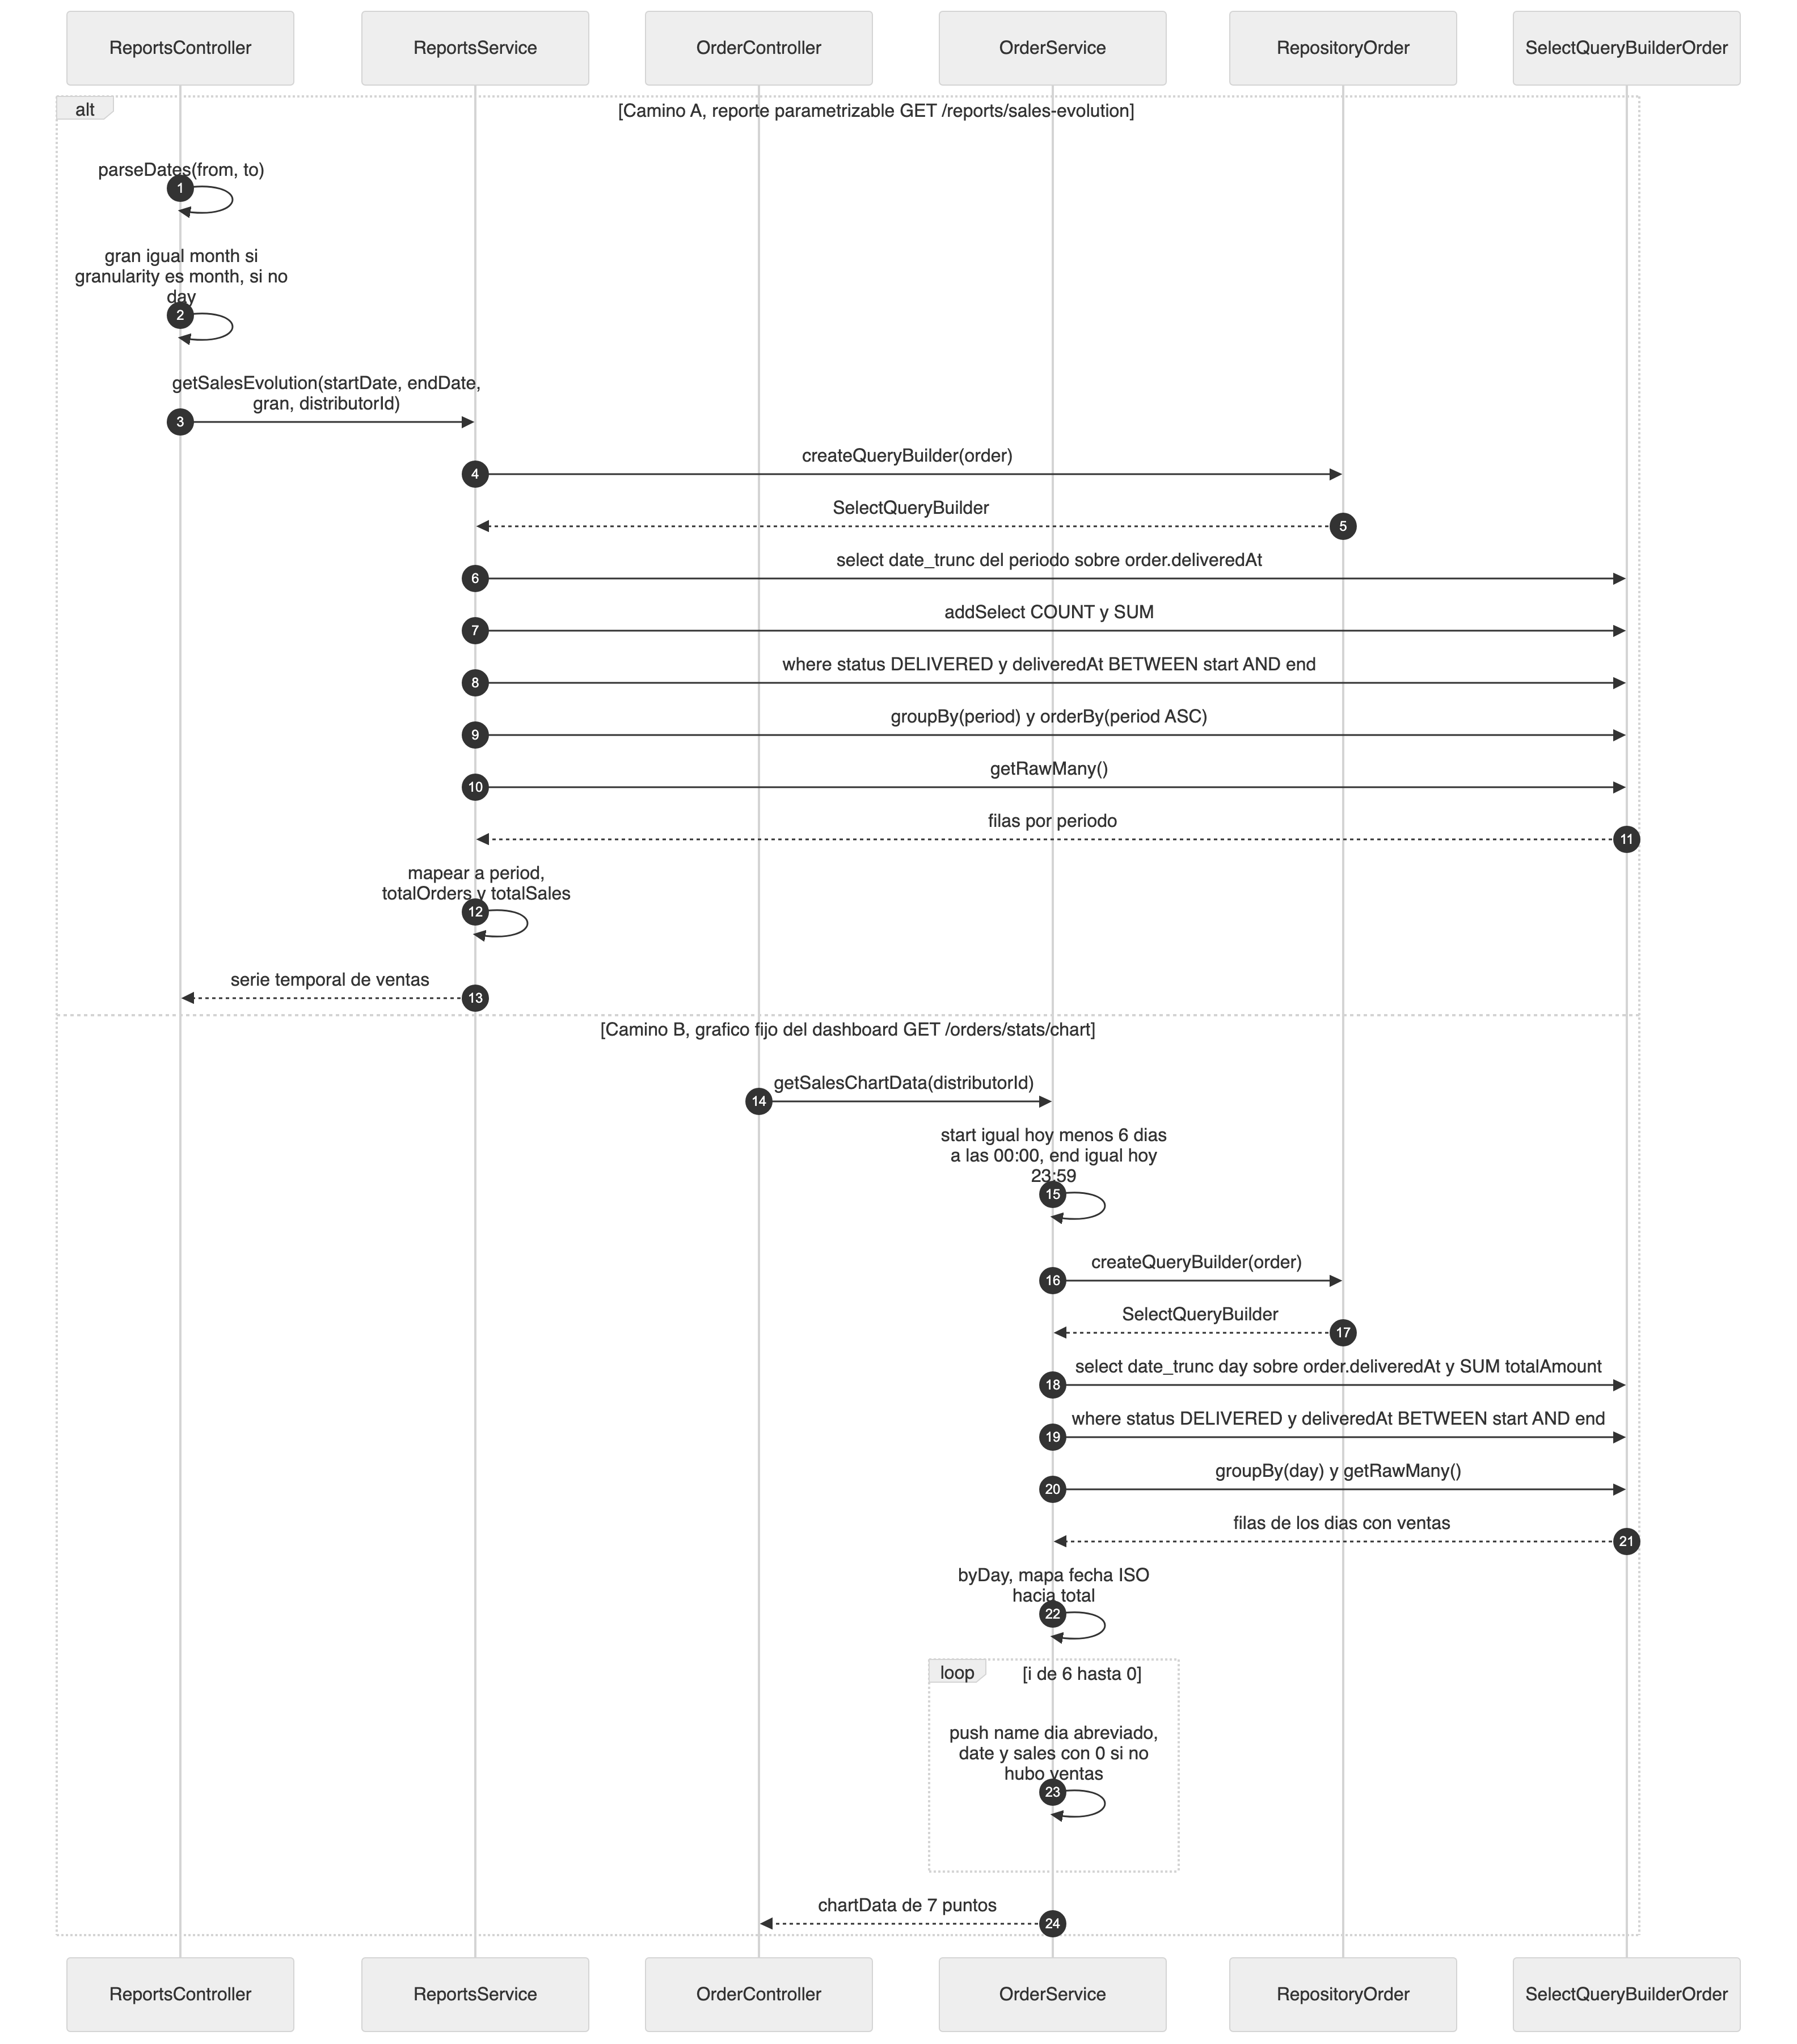 ReportsController
ReportsService
OrderController
OrderService
RepositoryOrder
SelectQueryBuilderOrder
alt
[Camino A, reporte parametrizable GET /reports/sales-evolution]
parseDates(from, to)
1
gran igual month si
granularity es month, si no
day
2
getSalesEvolution(startDate, endDate,
gran, distributorId)
3
createQueryBuilder(order)
4
SelectQueryBuilder
5
select date_trunc del periodo sobre order.deliveredAt
6
addSelect COUNT y SUM
7
where status DELIVERED y deliveredAt BETWEEN start AND end
8
groupBy(period) y orderBy(period ASC)
9
getRawMany()
10
filas por periodo
11
mapear a period,
totalOrders y totalSales
12
serie temporal de ventas
13
[Camino B, grafico fijo del dashboard GET /orders/stats/chart]
getSalesChartData(distributorId)
14
start igual hoy menos 6 dias
a las 00:00, end igual hoy
23:59
15
createQueryBuilder(order)
16
SelectQueryBuilder
17
select date_trunc day sobre order.deliveredAt y SUM totalAmount
18
where status DELIVERED y deliveredAt BETWEEN start AND end
19
groupBy(day) y getRawMany()
20
filas de los dias con ventas
21
byDay, mapa fecha ISO
hacia total
22
loop
[i de 6 hasta 0]
push name dia abreviado,
date y sales con 0 si no
hubo ventas
23
chartData de 7 puntos
24
ReportsController
ReportsService
OrderController
OrderService
RepositoryOrder
SelectQueryBuilderOrder